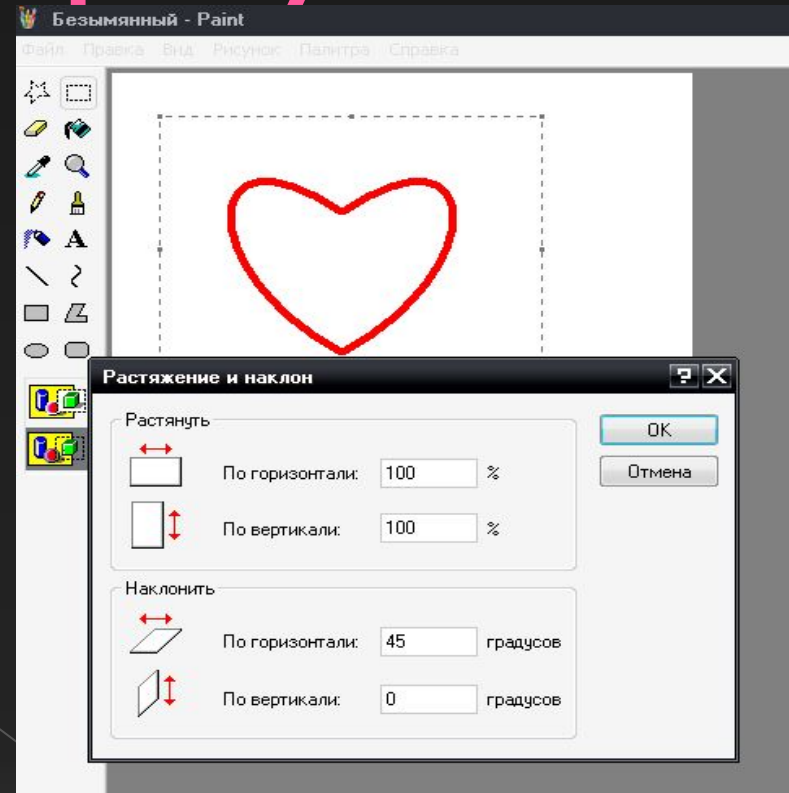 Безымянный - Paint
Файл Правка Вид Рисунок Палитра Справка
A
Растяжение и наклон
Растянуть
По горизонтали: 100 %
По вертикали: 100 %
OK
Отмена
Наклонить
По горизонтали: 45 градусов
По вертикали: 0 градусов